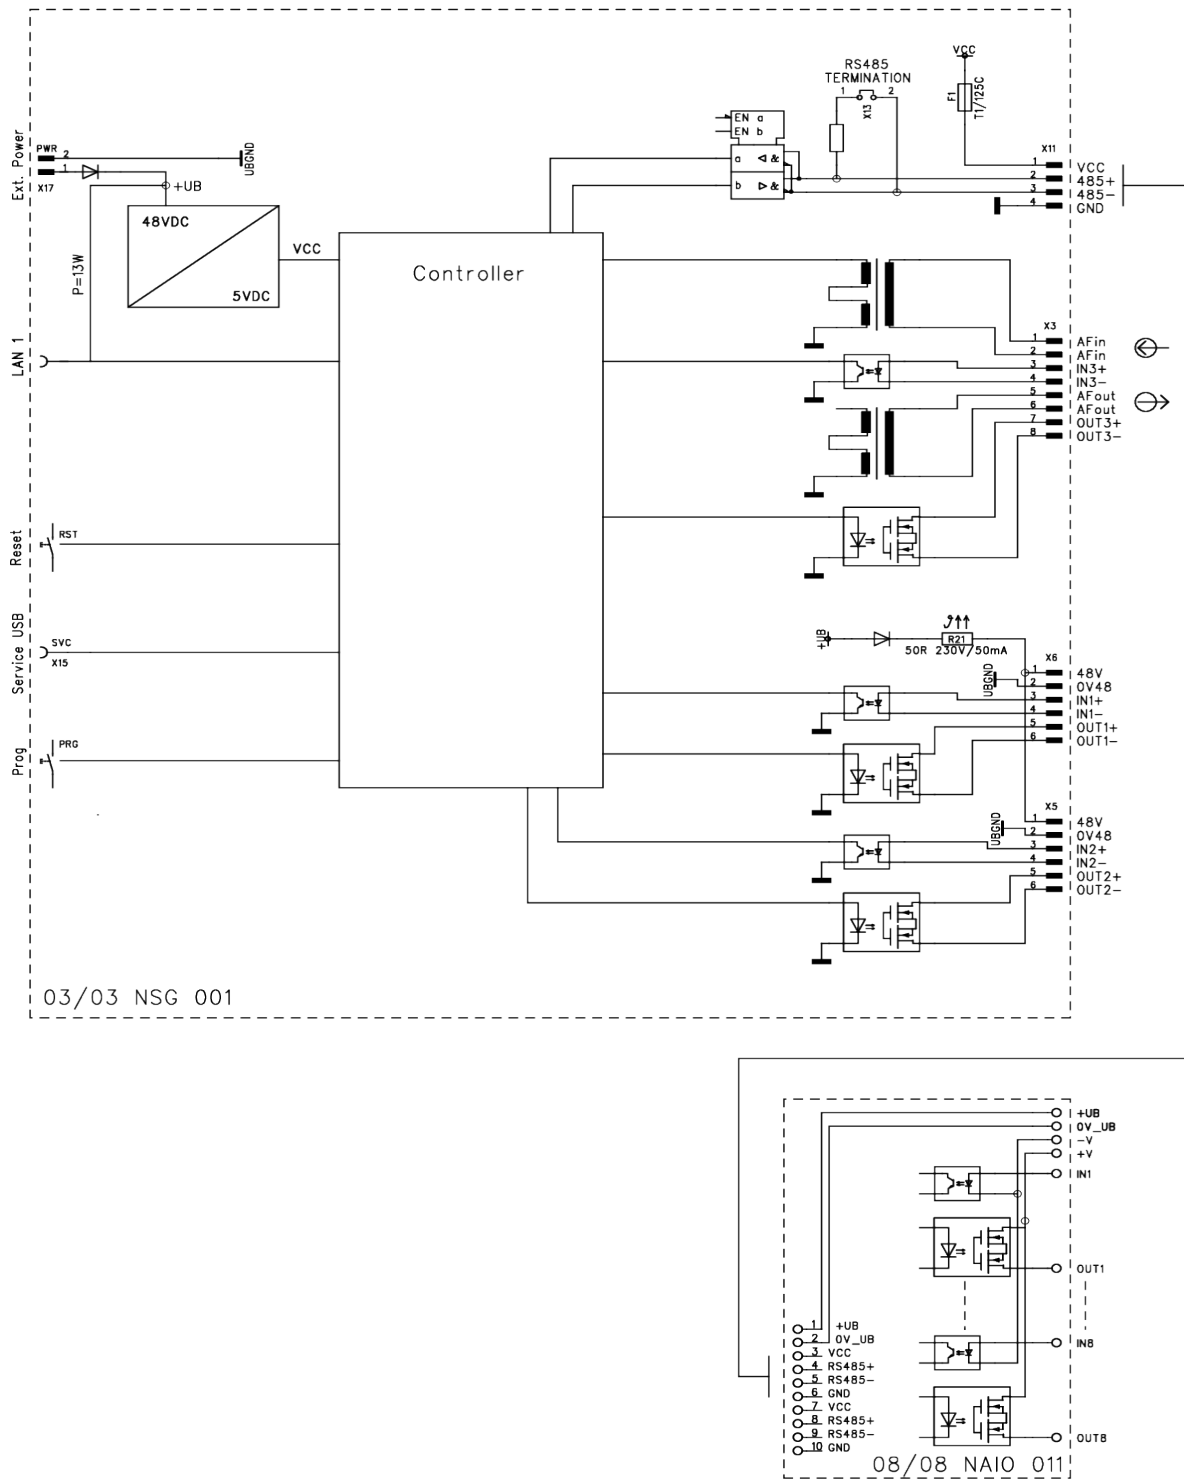 VCC
RS485
TERMINATION
1
2
X13
F1
T1/125C
EN a
EN b
a
&
b
&
X11
1 VCC
2 485+
3 485-
4 GND
Ext. Power
PWR
2
1
X17
UBGND
+UB
48VDC
5VDC
VCC
P=13W
Controller
LAN 1
X3
1 AFin
2 AFin
3 IN3+
4 IN3-
5 AFout
6 AFout
7 OUT3+
8 OUT3-
Reset
RST
Service USB
SVC
X15
Prog
PRG
+UB
R21
50R 230V/50mA
UBGND
X6
1 48V
2 0V48
3 IN1+
4 IN1-
5 OUT1+
6 OUT1-
UBGND
X5
1 48V
2 0V48
3 IN2+
4 IN2-
5 OUT2+
6 OUT2-
03/03 NSG 001
+UB
0V_UB
-V
+V
IN1
OUT1
IN8
OUT8
1 +UB
2 0V_UB
3 VCC
4 RS485+
5 RS485-
6 GND
7 VCC
8 RS485+
9 RS485-
10 GND
08/08 NAIO 011